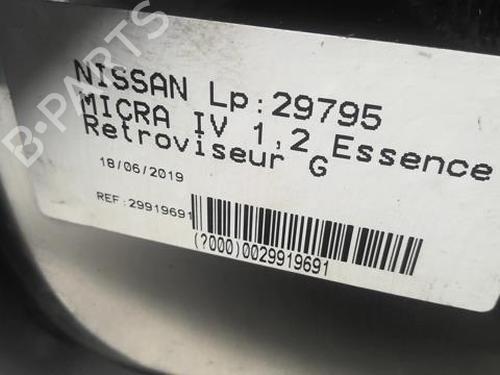 NISSAN Lp:29795
MICRA IV 1,2 Essence
Retroviseur G
18/06/2019
REF:29919691
(?000)0029919691
B-PARTS